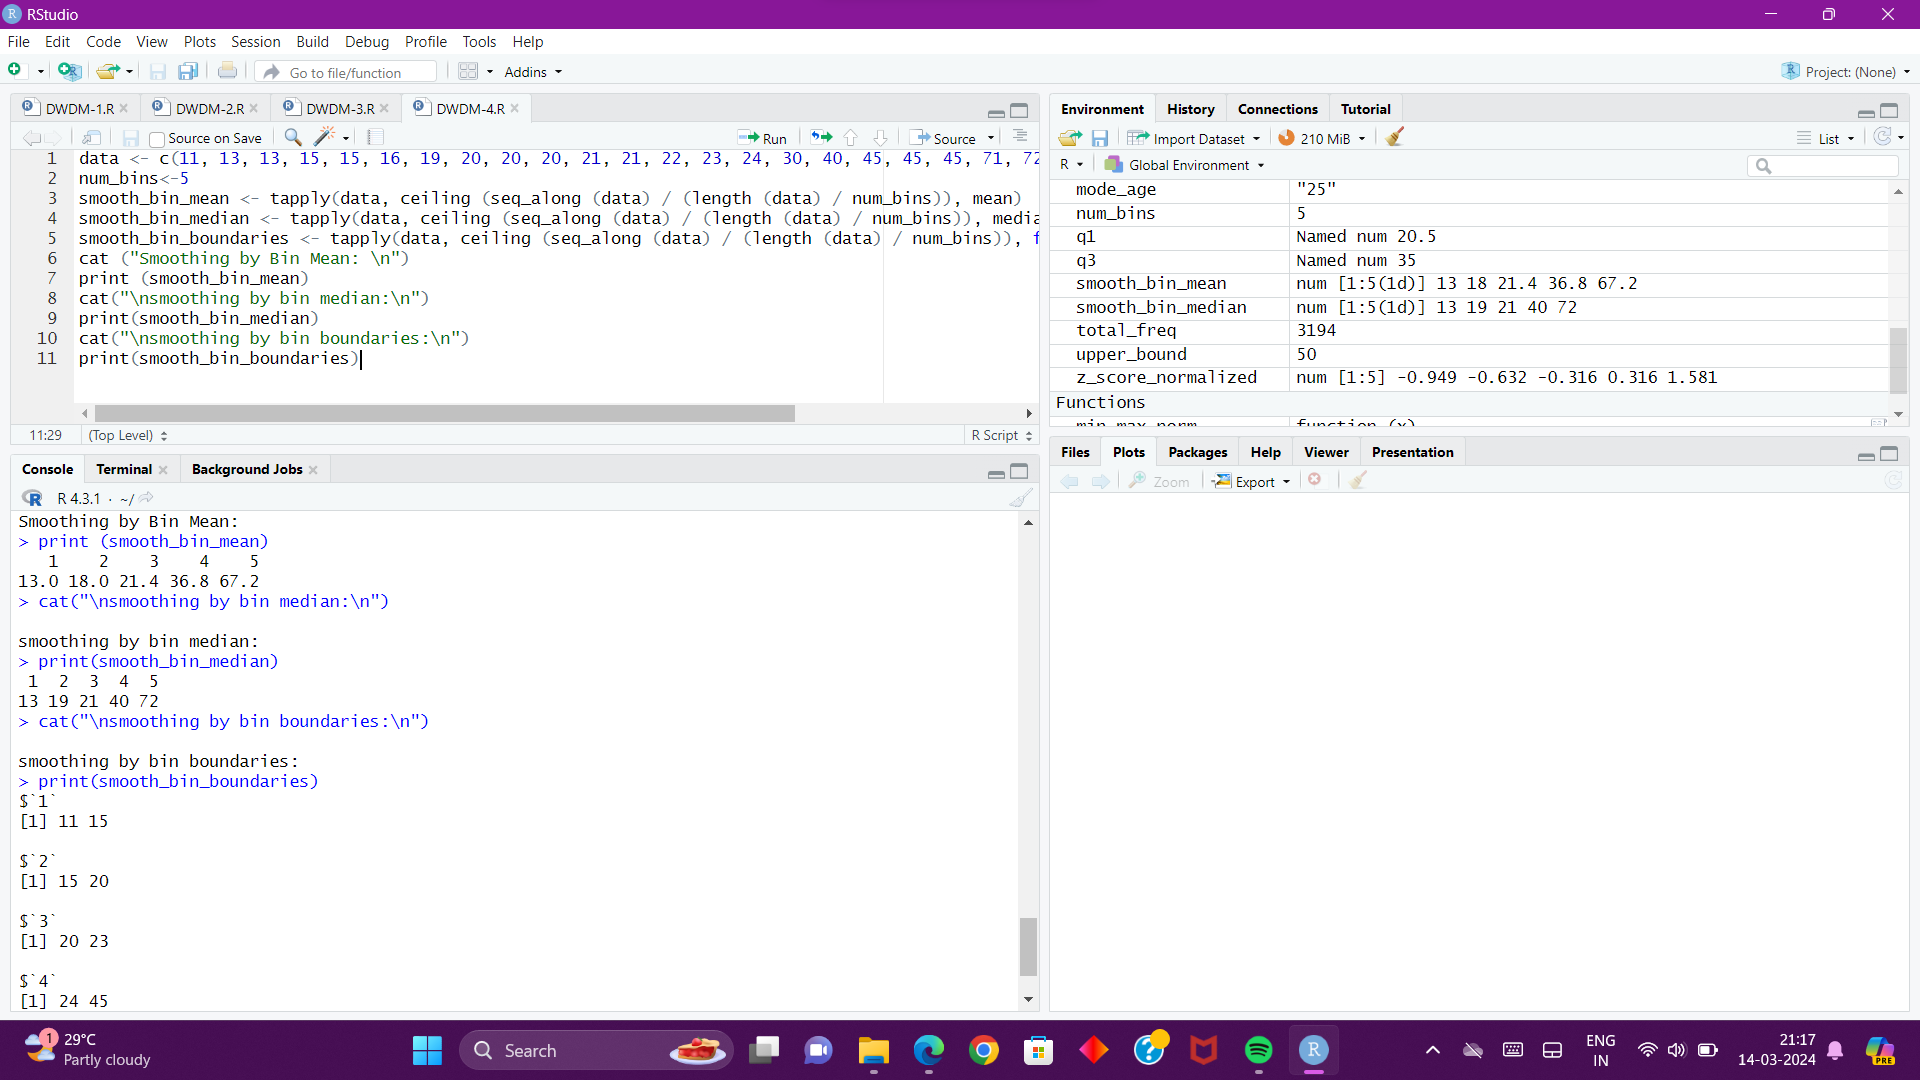 RStudio
File Edit Code View Plots Session Build Debug Profile Tools Help
Go to file/function Addins Project: (None)
DWDM-1.R DWDM-2.R DWDM-3.R DWDM-4.R
Source on Save Run Source
1 data <- c(11, 13, 13, 15, 15, 16, 19, 20, 20, 20, 21, 21, 22, 23, 24, 30, 40, 45, 45, 45, 71, 72
2 num_bins<-5
3 smooth_bin_mean <- tapply(data, ceiling (seq_along (data) / (length (data) / num_bins)), mean)
4 smooth_bin_median <- tapply(data, ceiling (seq_along (data) / (length (data) / num_bins)), media
5 smooth_bin_boundaries <- tapply(data, ceiling (seq_along (data) / (length (data) / num_bins)), f
6 cat ("Smoothing by Bin Mean: \n")
7 print (smooth_bin_mean)
8 cat("\nsmoothing by bin median:\n")
9 print(smooth_bin_median)
10 cat("\nsmoothing by bin boundaries:\n")
11 print(smooth_bin_boundaries)
11:29 (Top Level) R Script
Console Terminal Background Jobs
R 4.3.1 · ~/
Smoothing by Bin Mean:
> print (smooth_bin_mean)
1 2 3 4 5
13.0 18.0 21.4 36.8 67.2
> cat("\nsmoothing by bin median:\n")
smoothing by bin median:
> print(smooth_bin_median)
1 2 3 4 5
13 19 21 40 72
> cat("\nsmoothing by bin boundaries:\n")
smoothing by bin boundaries:
> print(smooth_bin_boundaries)
$`1`
[1] 11 15
$`2`
[1] 15 20
$`3`
[1] 20 23
$`4`
[1] 24 45
Environment History Connections Tutorial
Import Dataset 210 MiB List
R Global Environment
mode_age "25"
num_bins 5
q1 Named num 20.5
q3 Named num 35
smooth_bin_mean num [1:5(1d)] 13 18 21.4 36.8 67.2
smooth_bin_median num [1:5(1d)] 13 19 21 40 72
total_freq 3194
upper_bound 50
z_score_normalized num [1:5] -0.949 -0.632 -0.316 0.316 1.581
Functions
min_max_norm function (x)
Files Plots Packages Help Viewer Presentation
Zoom Export
1 29°C
Partly cloudy
Search
ENG
IN
21:17
14-03-2024
PRE